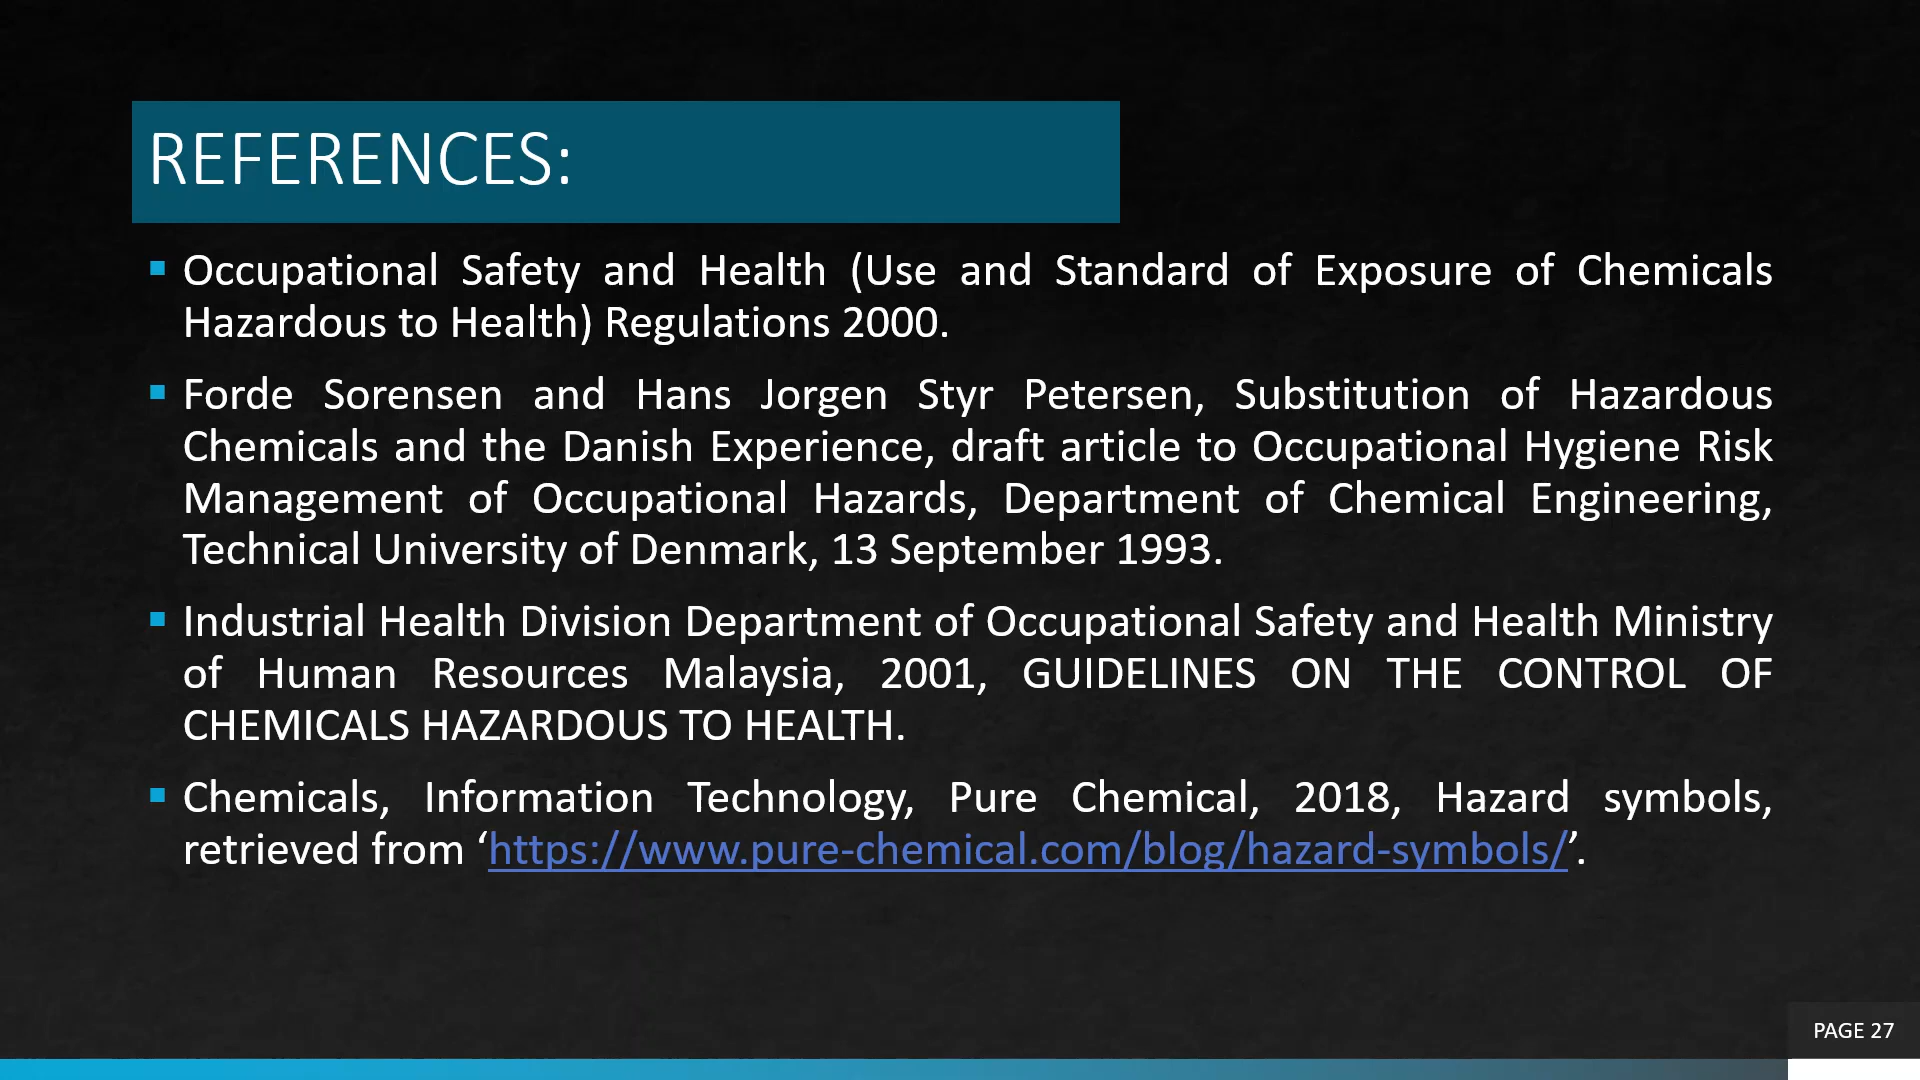 REFERENCES:
Occupational Safety and Health (Use and Standard of Exposure of Chemicals
Hazardous to Health) Regulations 2000.
Forde Sorensen and Hans Jorgen Styr Petersen, Substitution of Hazardous
Chemicals and the Danish Experience, draft article to Occupational Hygiene Risk
Management of Occupational Hazards, Department of Chemical Engineering,
Technical University of Denmark, 13 September 1993.
Industrial Health Division Department of Occupational Safety and Health Ministry
of Human Resources Malaysia, 2001, GUIDELINES ON THE CONTROL OF
CHEMICALS HAZARDOUS TO HEALTH.
Chemicals, Information Technology, Pure Chemical, 2018, Hazard symbols,
retrieved from ‘https://www.pure-chemical.com/blog/hazard-symbols/’.
PAGE 27